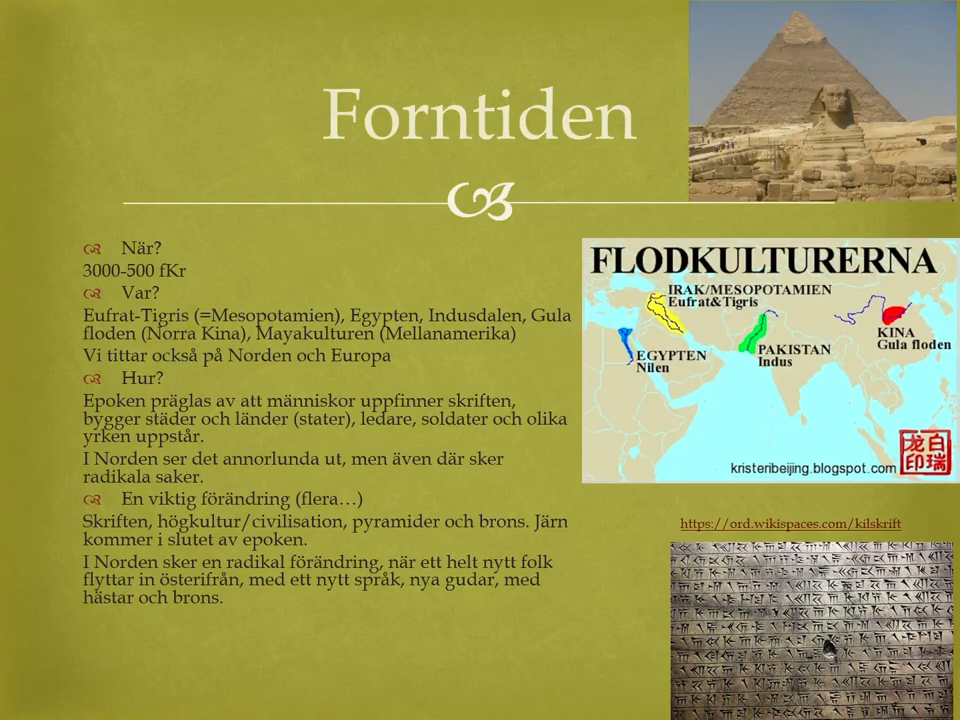 Forntiden
När?
3000-500 fKr
Var?
Eufrat-Tigris (=Mesopotamien), Egypten, Indusdalen, Gula
floden (Norra Kina), Mayakulturen (Mellanamerika)
Vi tittar också på Norden och Europa
Hur?
Epoken präglas av att människor uppfinner skriften,
bygger städer och länder (stater), ledare, soldater och olika
yrken uppstår.
I Norden ser det annorlunda ut, men även där sker
radikala saker.
En viktig förändring (flera…)
Skriften, högkultur/civilisation, pyramider och brons. Järn
kommer i slutet av epoken.
I Norden sker en radikal förändring, när ett helt nytt folk
flyttar in österifrån, med ett nytt språk, nya gudar, med
hästar och brons.
FLODKULTURERNA
IRAK/MESOPOTAMIEN
Eufrat&Tigris
KINA
Gula floden
EGYPTEN
Nilen
PAKISTAN
Indus
龙白
印瑞
kristeribeijing.blogspot.com
https://ord.wikispaces.com/kilskrift